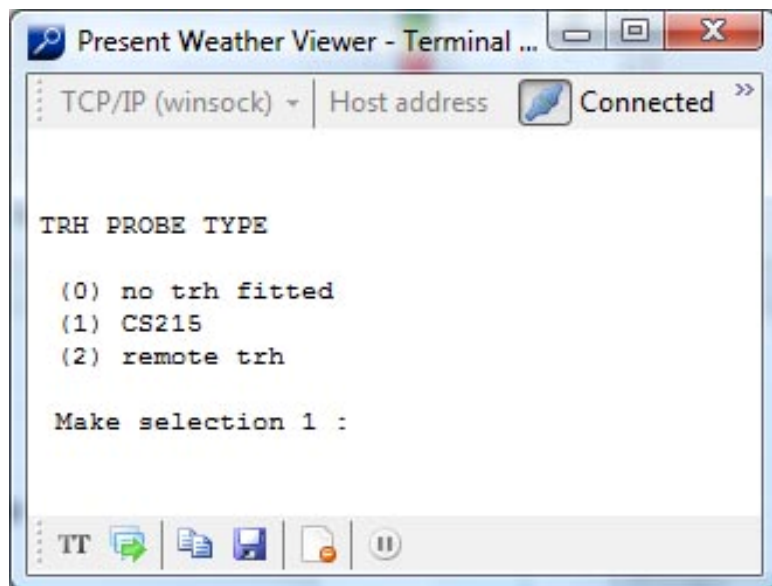 Present Weather Viewer - Terminal ...
TCP/IP (winsock) Host address Connected
TRH PROBE TYPE
(0) no trh fitted
(1) CS215
(2) remote trh
Make selection 1 :
TT